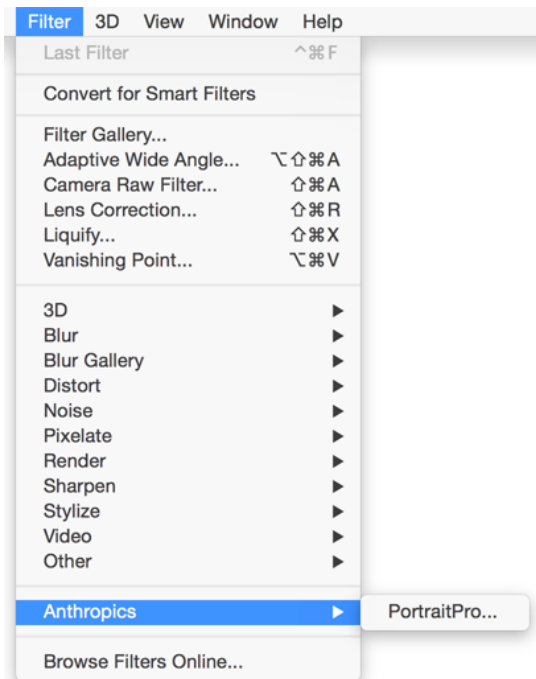 Filter 3D View Window Help
Last Filter ^⌘F
Convert for Smart Filters
Filter Gallery...
Adaptive Wide Angle... ⌥⇧⌘A
Camera Raw Filter... ⇧⌘A
Lens Correction... ⇧⌘R
Liquify... ⇧⌘X
Vanishing Point... ⌥⌘V
3D ▶
Blur ▶
Blur Gallery ▶
Distort ▶
Noise ▶
Pixelate ▶
Render ▶
Sharpen ▶
Stylize ▶
Video ▶
Other ▶
Anthropics ▶ PortraitPro...
Browse Filters Online...